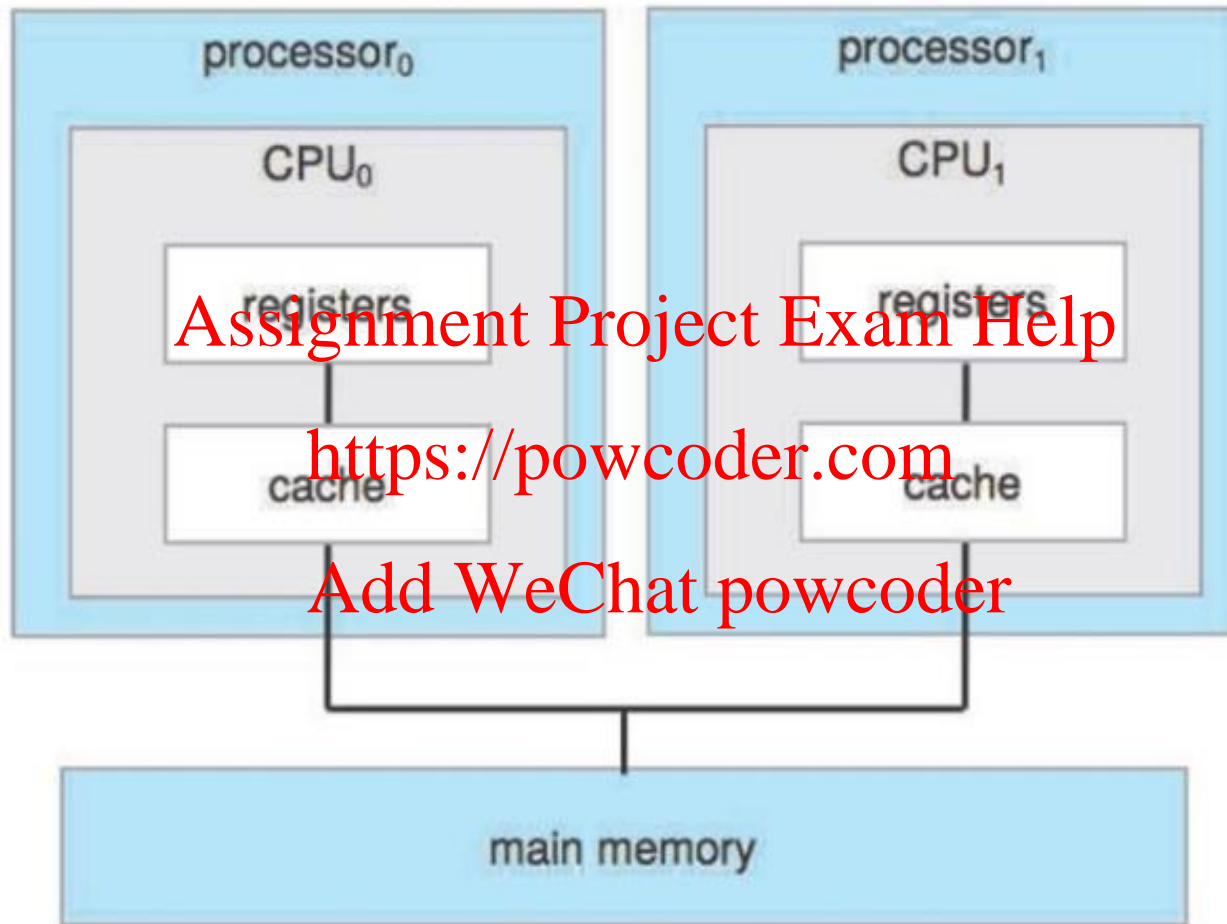 processor₀
processor₁
CPU₀
CPU₁
registers
registers
Assignment Project Exam Help
https://powcoder.com
cache
cache
Add WeChat powcoder
main memory